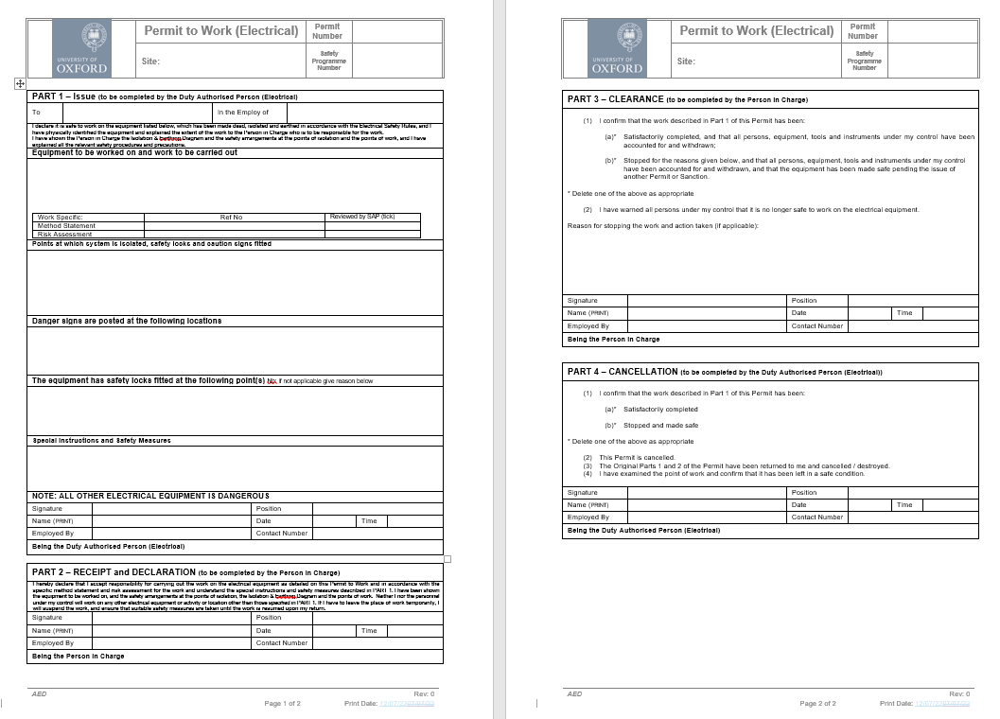 UNIVERSITY OF
OXFORD
Permit to Work (Electrical)
Permit
Number
Site:
Safety
Programme
Number
PART 1 – Issue (to be completed by the Duty Authorised Person (Electrical)
To
In the Employ of
I declare it is safe to work on the equipment listed below, which has been made dead, isolated and earthed in accordance with the Electrical Safety Rules, and I
have physically identified the equipment and explained the extent of the work to the Person in Charge who is to be responsible for the work.
I have shown the Person in Charge the Isolation & Earthing Diagram and the safety arrangements at the points of isolation and the points of work, and I have
explained all the relevant safety procedures and precautions.
Equipment to be worked on and work to be carried out
Work Specific: Ref No Reviewed by SAP (tick)
Method Statement
Risk Assessment
Points at which system is isolated, safety locks and caution signs fitted
Danger signs are posted at the following locations
The equipment has safety locks fitted at the following point(s) if not applicable give reason below
Special Instructions and Safety Measures
NOTE: ALL OTHER ELECTRICAL EQUIPMENT IS DANGEROUS
Signature Position
Name (PRINT) Date Time
Employed By Contact Number
Being the Duty Authorised Person (Electrical)
PART 2 – RECEIPT and DECLARATION (to be completed by the Person in Charge)
I hereby declare that I accept responsibility for carrying out the work on the electrical equipment as detailed on this Permit to Work and in accordance with the
specific method statement and risk assessment for the work and understand the special instructions and safety measures described in PART 1. I have been shown
the equipment to be worked on, and the safety arrangements at the points of isolation, the Isolation & Earthing Diagram and the points of work. Neither I nor the personnel
under my control will work on any other electrical equipment or activity or location other than those specified in PART 1. If I have to leave the place of work temporarily, I
will suspend the work, and ensure that suitable safety measures are taken until the work is resumed upon my return.
Signature Position
Name (PRINT) Date Time
Employed By Contact Number
Being the Person in Charge
AED Rev: 0
Page 1 of 2 Print Date:
UNIVERSITY OF
OXFORD
Permit to Work (Electrical)
Permit
Number
Site:
Safety
Programme
Number
PART 3 – CLEARANCE (to be completed by the Person in Charge)
(1) I confirm that the work described in Part 1 of this Permit has been:
(a)* Satisfactorily completed, and that all persons, equipment, tools and instruments under my control have been
accounted for and withdrawn;
(b)* Stopped for the reasons given below, and that all persons, equipment, tools and instruments under my control
have been accounted for and withdrawn, and that the equipment has been made safe pending the issue of
another Permit or Sanction.
* Delete one of the above as appropriate
(2) I have warned all persons under my control that it is no longer safe to work on the electrical equipment.
Reason for stopping the work and action taken (if applicable):
Signature Position
Name (PRINT) Date Time
Employed By Contact Number
Being the Person in Charge
PART 4 – CANCELLATION (to be completed by the Duty Authorised Person (Electrical))
(1) I confirm that the work described in Part 1 of this Permit has been:
(a)* Satisfactorily completed
(b)* Stopped and made safe
* Delete one of the above as appropriate
(2) This Permit is cancelled.
(3) The Original Parts 1 and 2 of the Permit have been returned to me and cancelled / destroyed.
(4) I have examined the point of work and confirm that it has been left in a safe condition.
Signature Position
Name (PRINT) Date Time
Employed By Contact Number
Being the Duty Authorised Person (Electrical)
AED Rev: 0
Page 2 of 2 Print Date: